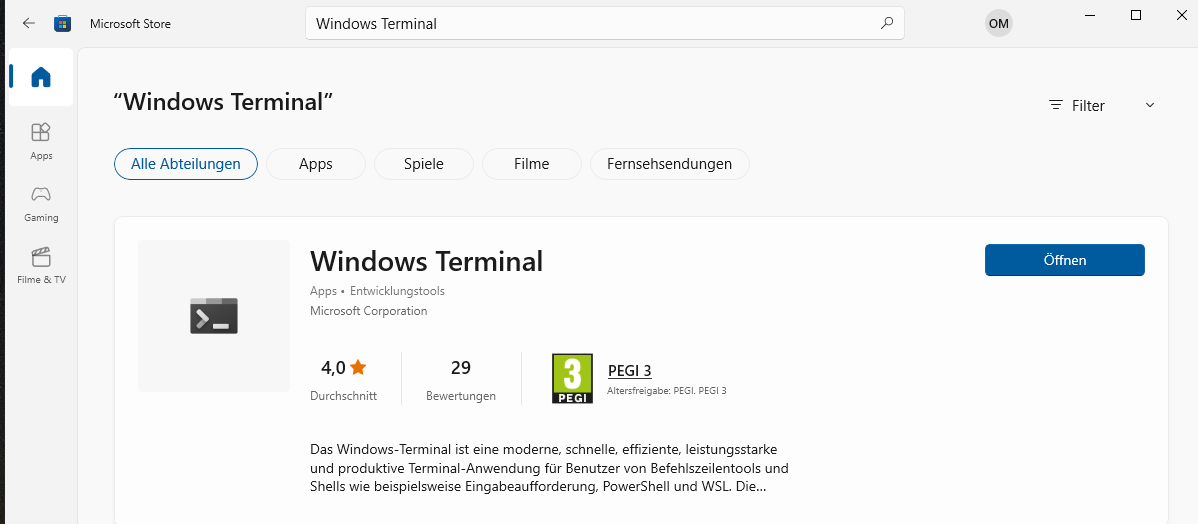 Microsoft Store
Windows Terminal
OM
“Windows Terminal”
Filter
Alle Abteilungen
Apps
Spiele
Filme
Fernsehsendungen
Apps
Gaming
Filme & TV
Windows Terminal
Öffnen
Apps • Entwicklungstools
Microsoft Corporation
4,0
29
3
PEGI
PEGI 3
Durchschnitt
Bewertungen
Altersfreigabe: PEGI. PEGI 3
Das Windows-Terminal ist eine moderne, schnelle, effiziente, leistungsstarke
und produktive Terminal-Anwendung für Benutzer von Befehlszeilentools und
Shells wie beispielsweise Eingabeaufforderung, PowerShell und WSL. Die…